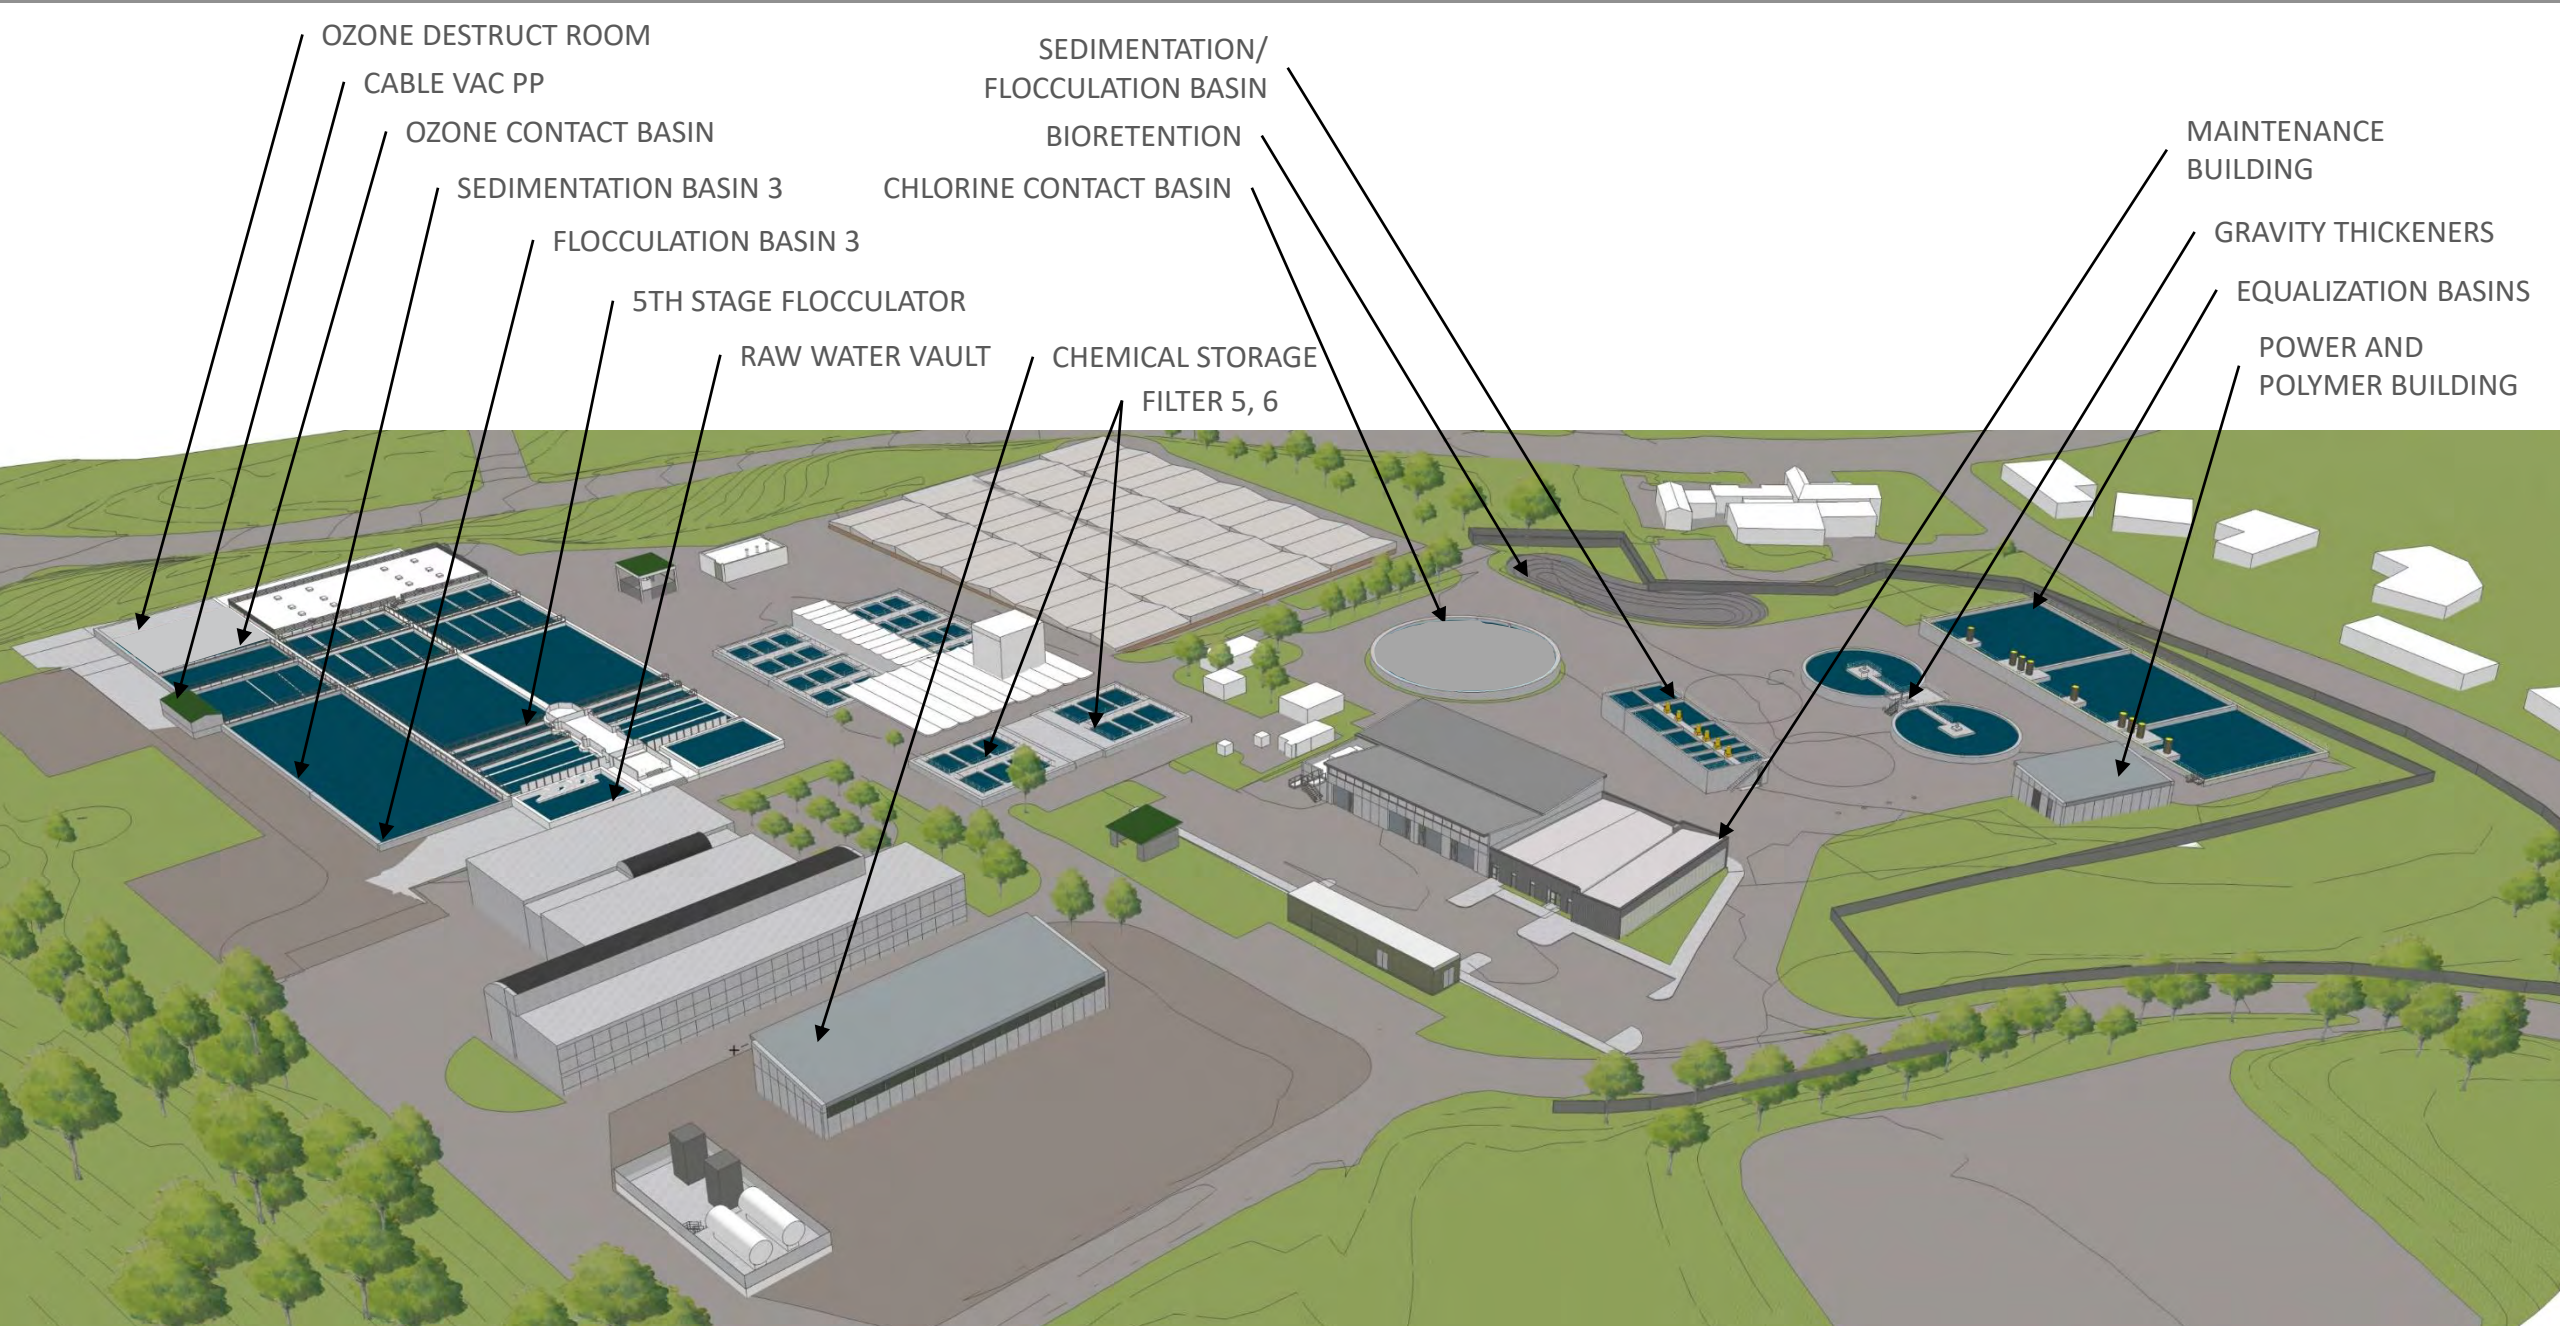 OZONE DESTRUCT ROOM
CABLE VAC PP
OZONE CONTACT BASIN
SEDIMENTATION BASIN 3
FLOCCULATION BASIN 3
5TH STAGE FLOCCULATOR
RAW WATER VAULT
SEDIMENTATION/
FLOCCULATION BASIN
BIORETENTION
CHLORINE CONTACT BASIN
CHEMICAL STORAGE
FILTER 5, 6
MAINTENANCE
BUILDING
GRAVITY THICKENERS
EQUALIZATION BASINS
POWER AND
POLYMER BUILDING